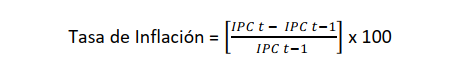 Tasa de Inflación = [(IPC t − IPC t−1) / IPC t−1] x 100